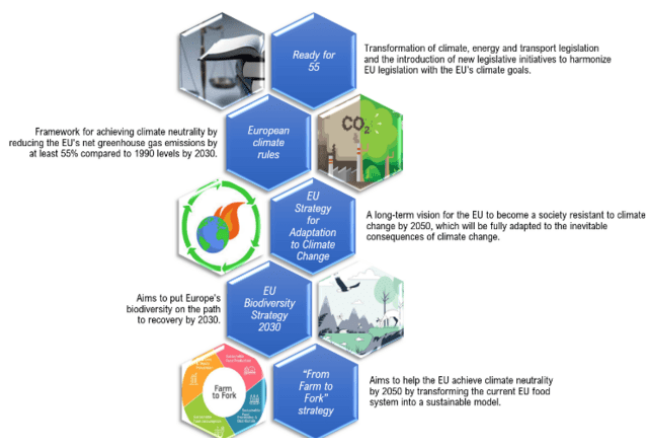 Ready for
55
Transformation of climate, energy and transport legislation
and the introduction of new legislative initiatives to harmonize
EU legislation with the EU's climate goals.
Framework for achieving climate neutrality by
reducing the EU's net greenhouse gas emissions by
at least 55% compared to 1990 levels by 2030.
European
climate
rules
CO2
EU
Strategy
for
Adaptation
to Climate
Change
A long-term vision for the EU to become a society resistant to climate
change by 2050, which will be fully adapted to the inevitable
consequences of climate change.
Aims to put Europe's
biodiversity on the path
to recovery by 2030.
EU
Biodiversity
Strategy
2030
Farm
to Fork
"From
Farm to
Fork"
strategy
Aims to help the EU achieve climate neutrality
by 2050 by transforming the current EU food
system into a sustainable model.